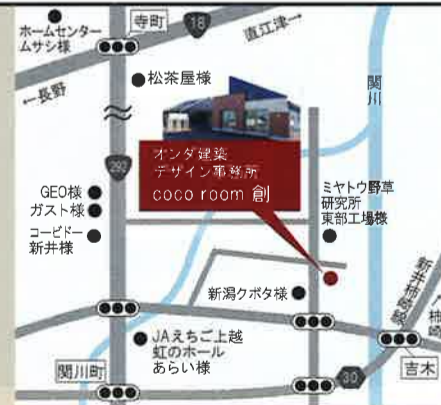 ホームセンター
ムサシ様
寺町
18
直江津→
←長野
松茶屋様
関川
292
オンダ建築
デザイン事務所
coco room 創
GEO様
ガスト様
コービドー
新井様
ミヤトウ野草
研究所
東部工場様
新潟クボタ様
新井柿崎線
柿崎
JAえちご上越
虹のホール
あらい様
関川町
30
吉木